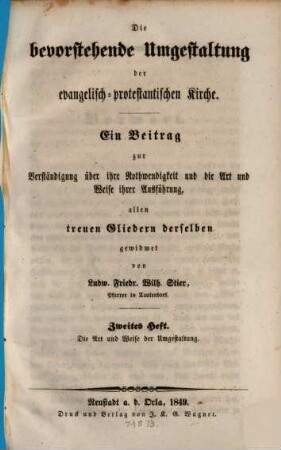 Die
bevorstehende Umgestaltung
der
evangelisch-protestantischen Kirche.
Ein Beitrag
zur
Verständigung über ihre Nothwendigkeit und die Art und
Weise ihrer Ausführung,
allen
treuen Gliedern derselben
gewidmet
von
Ludw. Friedr. Wilh. Stier,
Pfarrer in Tautendorf.
Zweites Heft.
Die Art und Weise der Umgestaltung.
Neustadt a. d. Orla, 1849.
Druck und Verlag von J. K. G. Wagner.